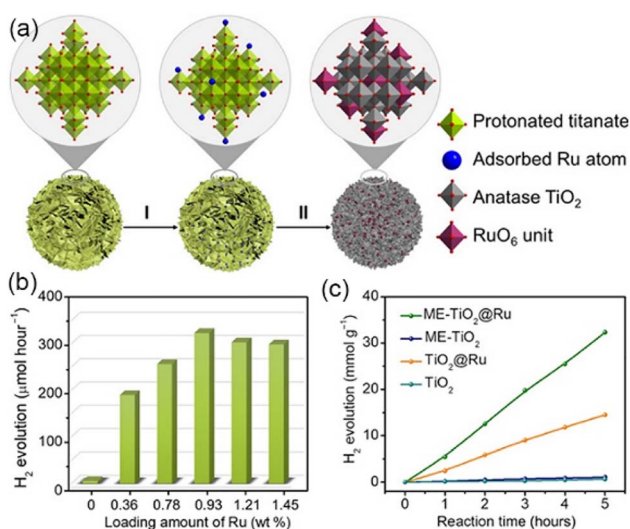 (a)
Protonated titanate
Adsorbed Ru atom
Anatase TiO₂
RuO₆ unit
I
II
(b)
H₂ evolution (μmol hour⁻¹)
400
300
200
100
0
0 0.36 0.78 0.93 1.21 1.45
Loading amount of Ru (wt %)
(c)
H₂ evolution (mmol g⁻¹)
40
30
20
10
0
ME-TiO₂@Ru
ME-TiO₂
TiO₂@Ru
TiO₂
0 1 2 3 4 5
Reaction time (hours)